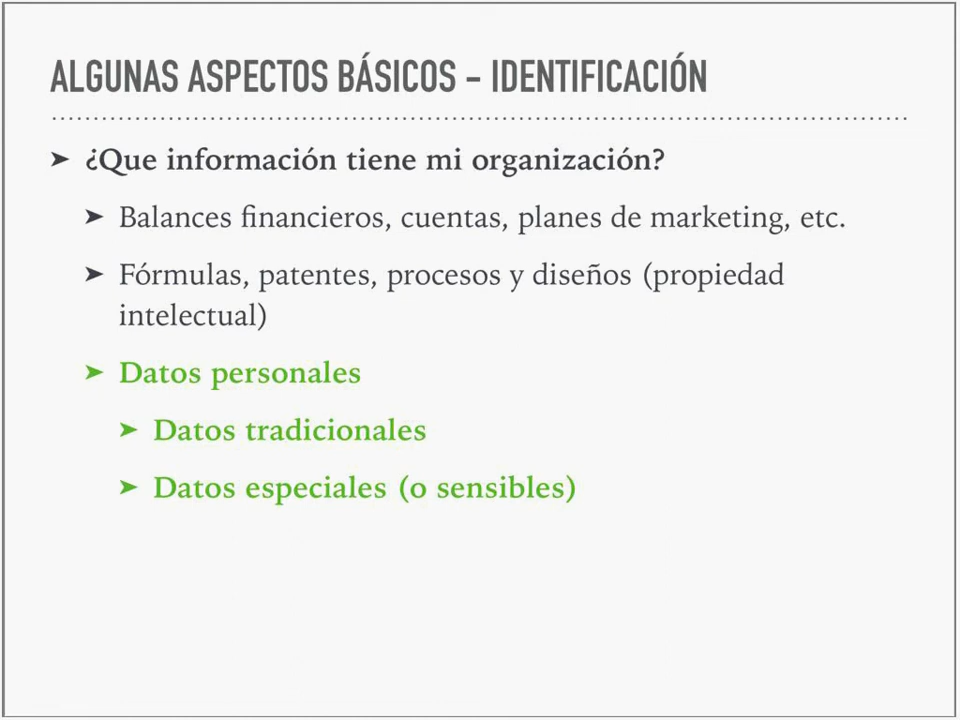 ALGUNAS ASPECTOS BÁSICOS - IDENTIFICACIÓN
➤ ¿Que información tiene mi organización?
➤ Balances financieros, cuentas, planes de marketing, etc.
➤ Fórmulas, patentes, procesos y diseños (propiedad
intelectual)
➤ Datos personales
➤ Datos tradicionales
➤ Datos especiales (o sensibles)